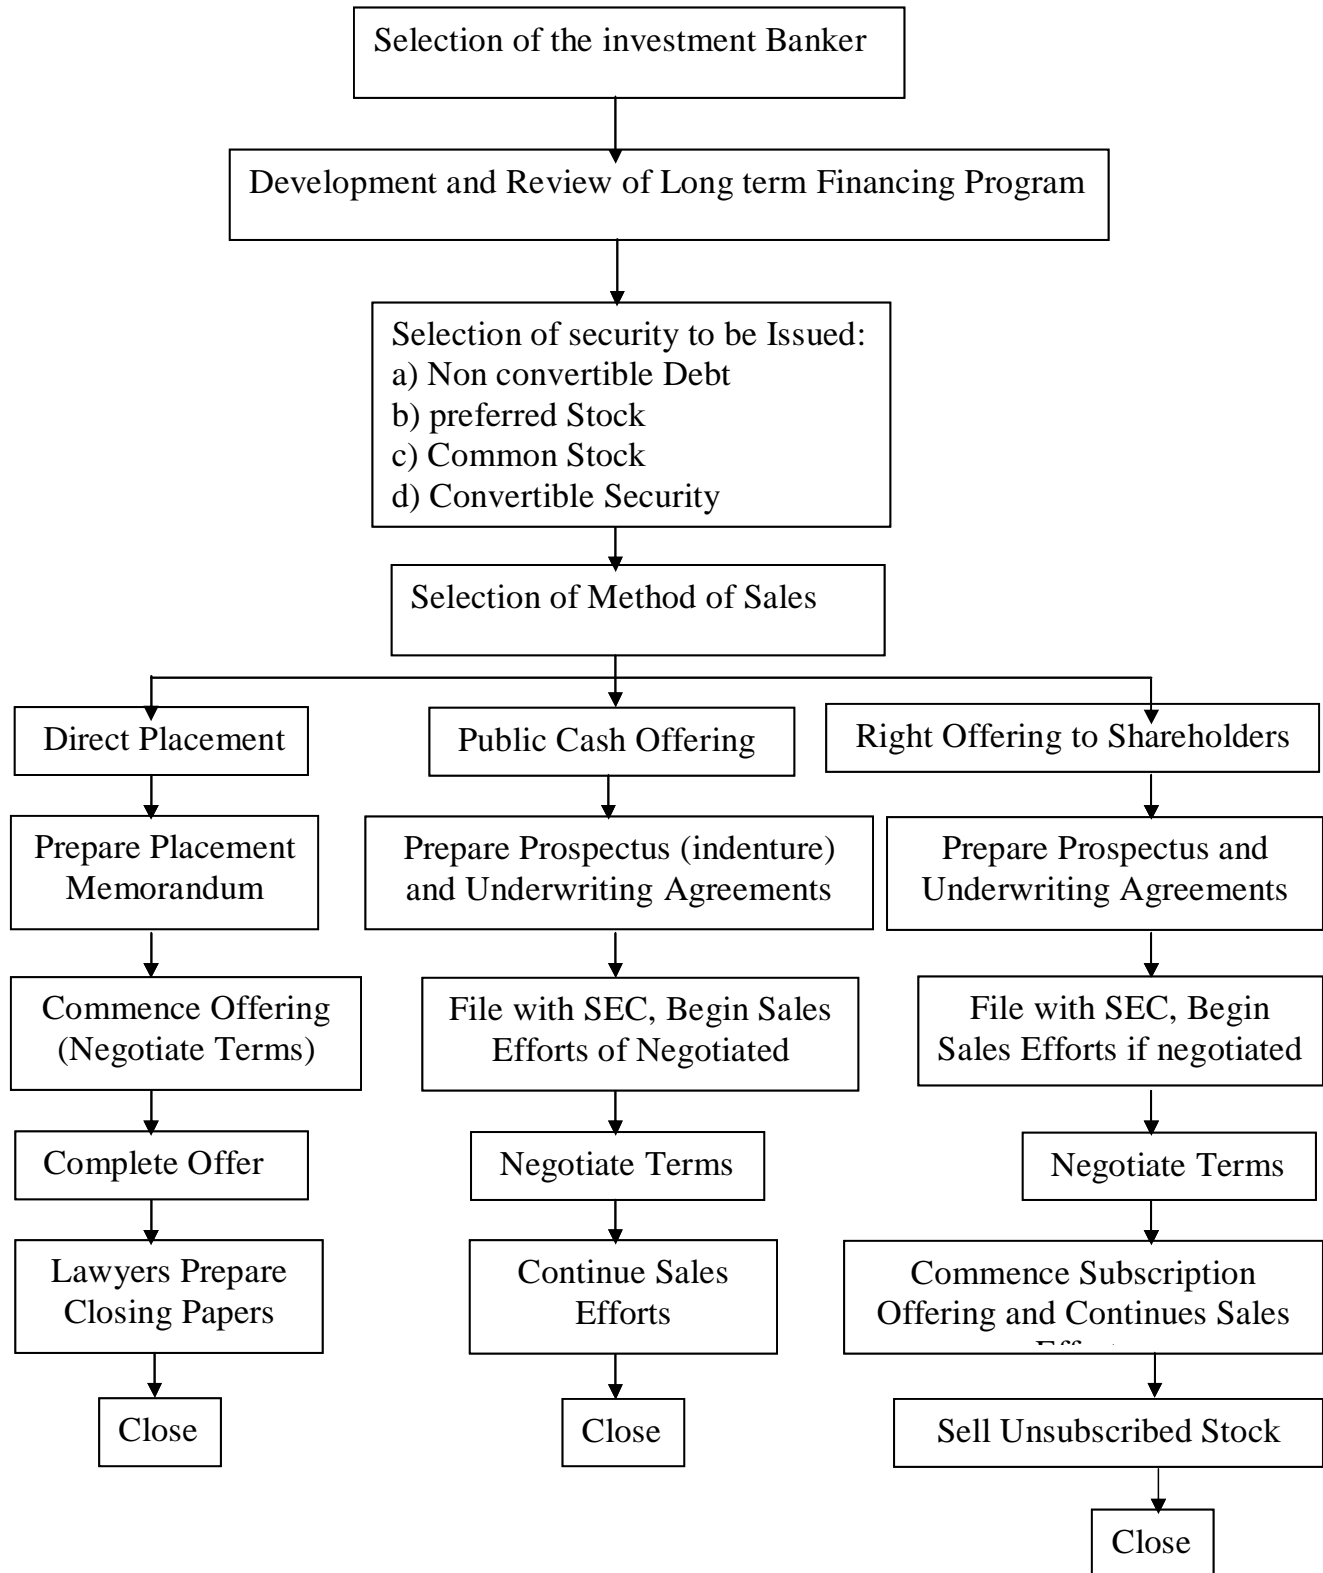 Selection of the investment Banker
Development and Review of Long term Financing Program
Selection of security to be Issued:
a) Non convertible Debt
b) preferred Stock
c) Common Stock
d) Convertible Security
Selection of Method of Sales
Direct Placement
Public Cash Offering
Right Offering to Shareholders
Prepare Placement
Memorandum
Prepare Prospectus (indenture)
and Underwriting Agreements
Prepare Prospectus and
Underwriting Agreements
Commence Offering
(Negotiate Terms)
File with SEC, Begin Sales
Efforts of Negotiated
File with SEC, Begin
Sales Efforts if negotiated
Complete Offer
Negotiate Terms
Negotiate Terms
Lawyers Prepare
Closing Papers
Continue Sales
Efforts
Commence Subscription
Offering and Continues Sales
Close
Close
Sell Unsubscribed Stock
Close